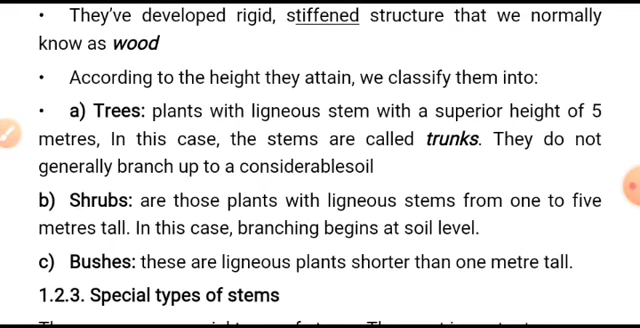 • They've developed rigid, stiffened structure that we normally
know as wood
• According to the height they attain, we classify them into:
• a) Trees: plants with ligneous stem with a superior height of 5
metres, In this case, the stems are called trunks. They do not
generally branch up to a considerablesoil
b) Shrubs: are those plants with ligneous stems from one to five
metres tall. In this case, branching begins at soil level.
c) Bushes: these are ligneous plants shorter than one metre tall.
1.2.3. Special types of stems